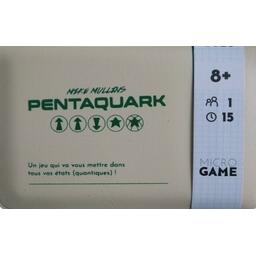 MIKE MULLINS
PENTAQUARK
Un jeu qui va vous mettre dans
tous vos états (quantiques) !
8+
1
15
MICRO
GAME